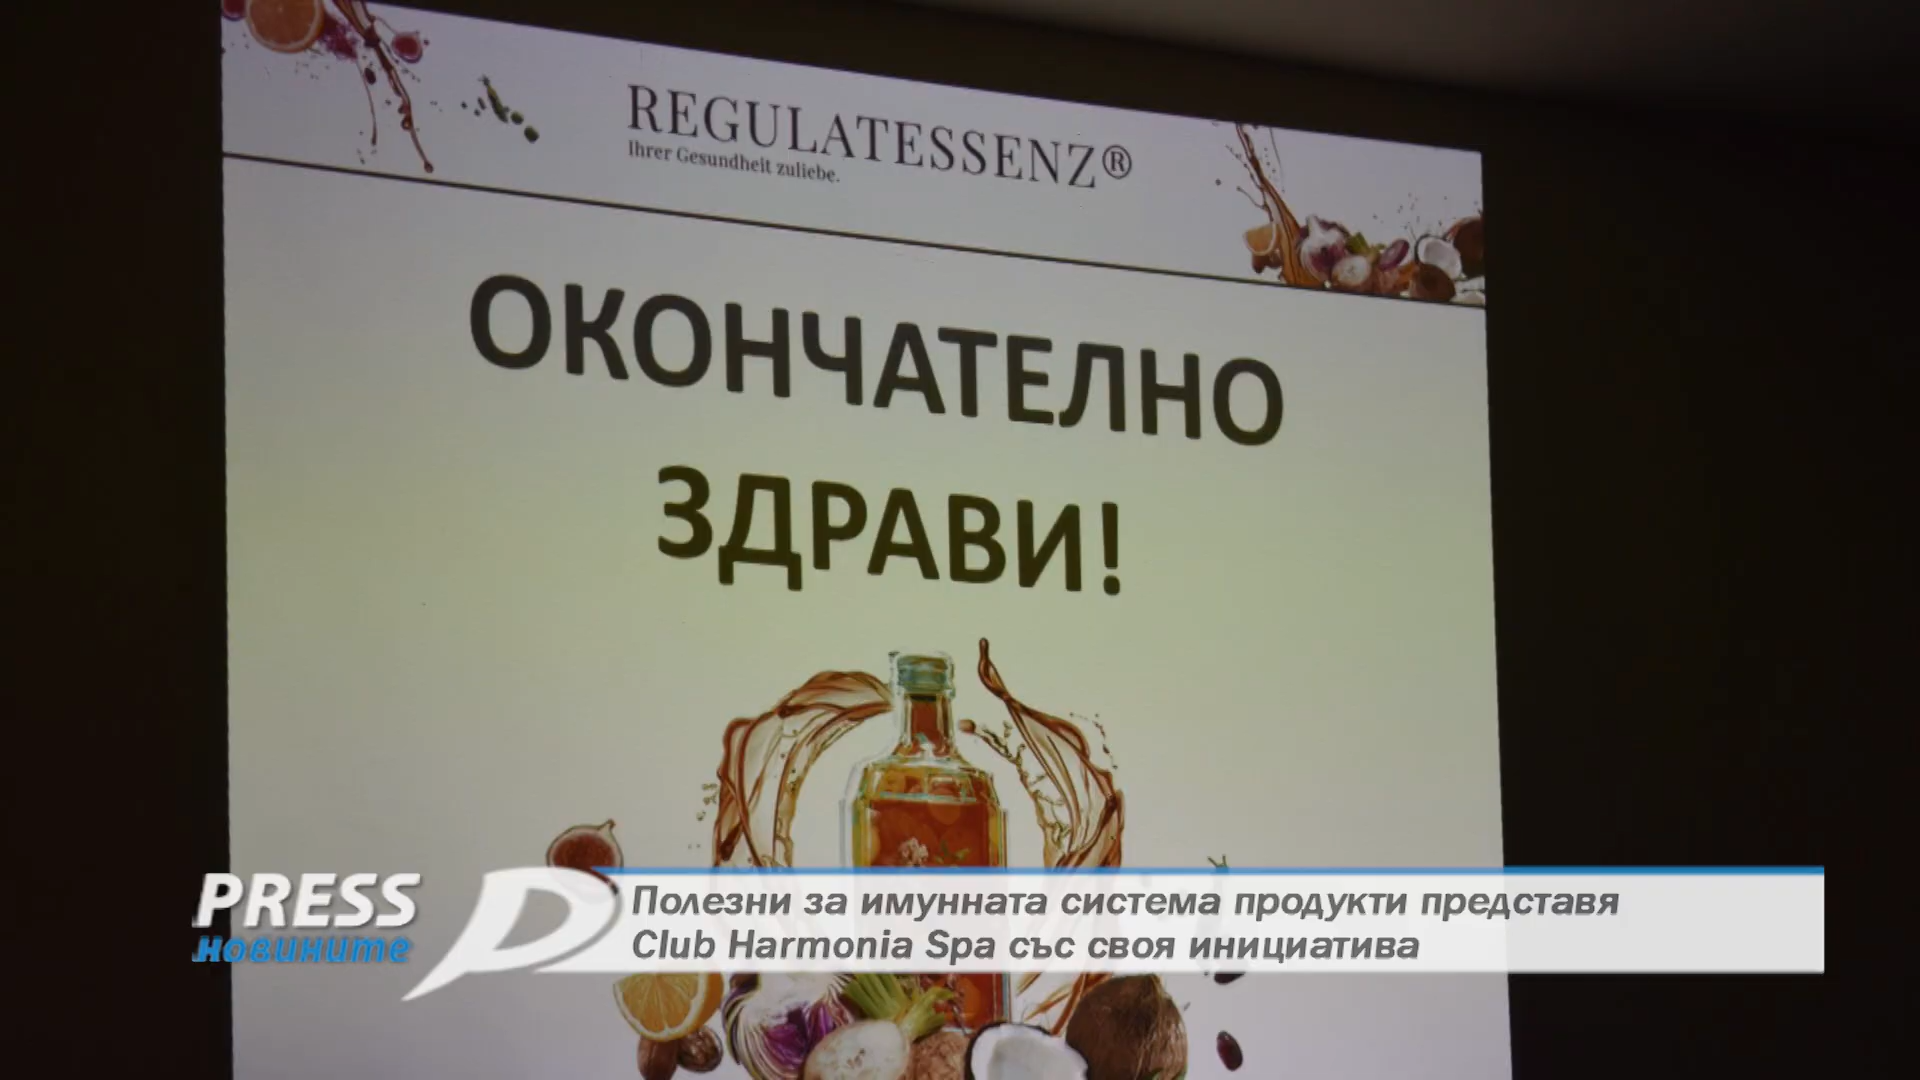 REGULATESSENZ®
Ihrer Gesundheit zuliebe.
ОКОНЧАТЕЛНО
ЗДРАВИ!
PRESS
новините
Полезни за имунната система продукти представя
Club Harmonia Spa със своя инициатива